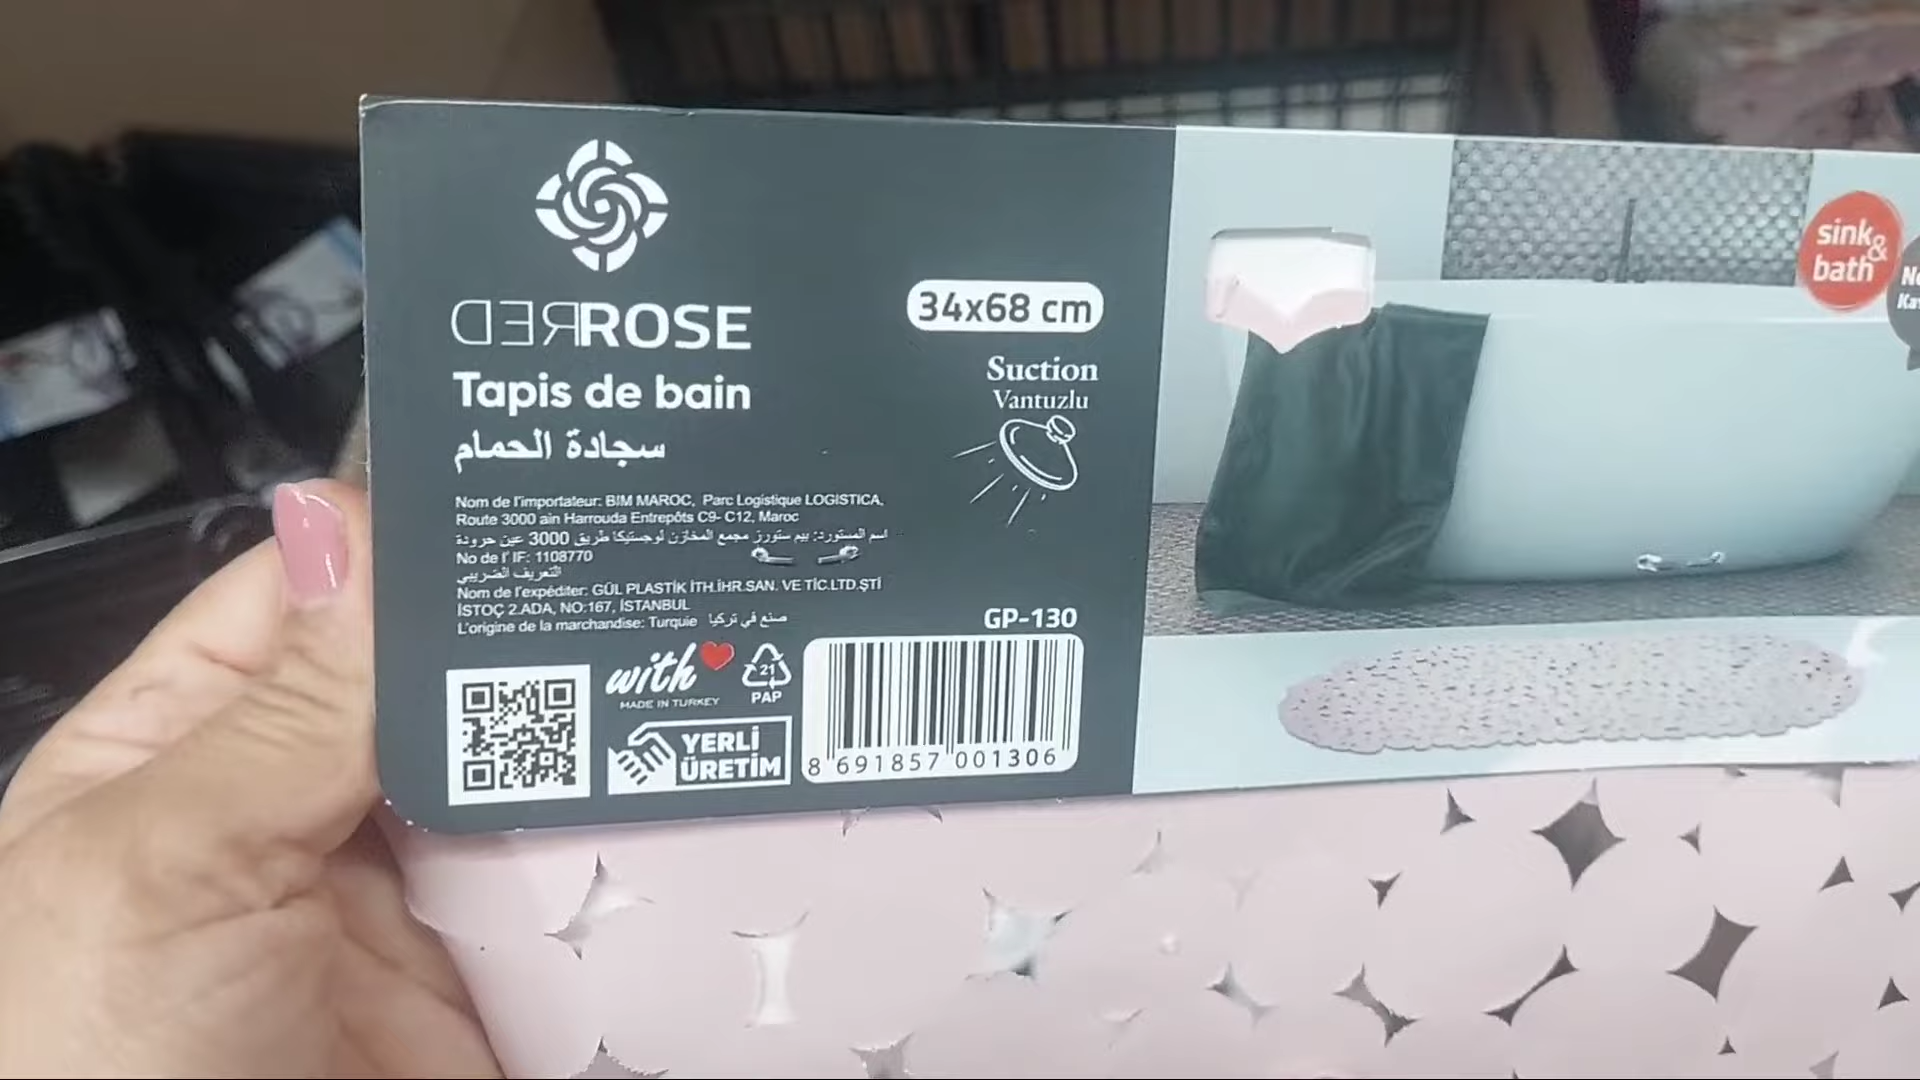 REDROSE
Tapis de bain
سجادة الحمام
34x68 cm
Suction
Vantuzlu
Nom de l'importateur: BIM MAROC, Parc Logistique LOGISTICA,
Route 3000 ain Harrouda Entrepôts C9- C12, Maroc
اسم المستورد: بيم ستورز مجمع المخازن لوجستيكا طريق 3000 عين حرودة
No de l' IF: 1108770
التعريف الضريبي
Nom de l'expéditer: GÜL PLASTİK İTH.İHR.SAN. VE TİC.LTD.ŞTİ
İSTOÇ 2.ADA, NO:167, İSTANBUL
L'origine de la marchandise: Turquie صنع في تركيا
GP-130
with
MADE IN TURKEY
21
PAP
YERLİ
ÜRETİM
8 691857 001306
sink &
bath